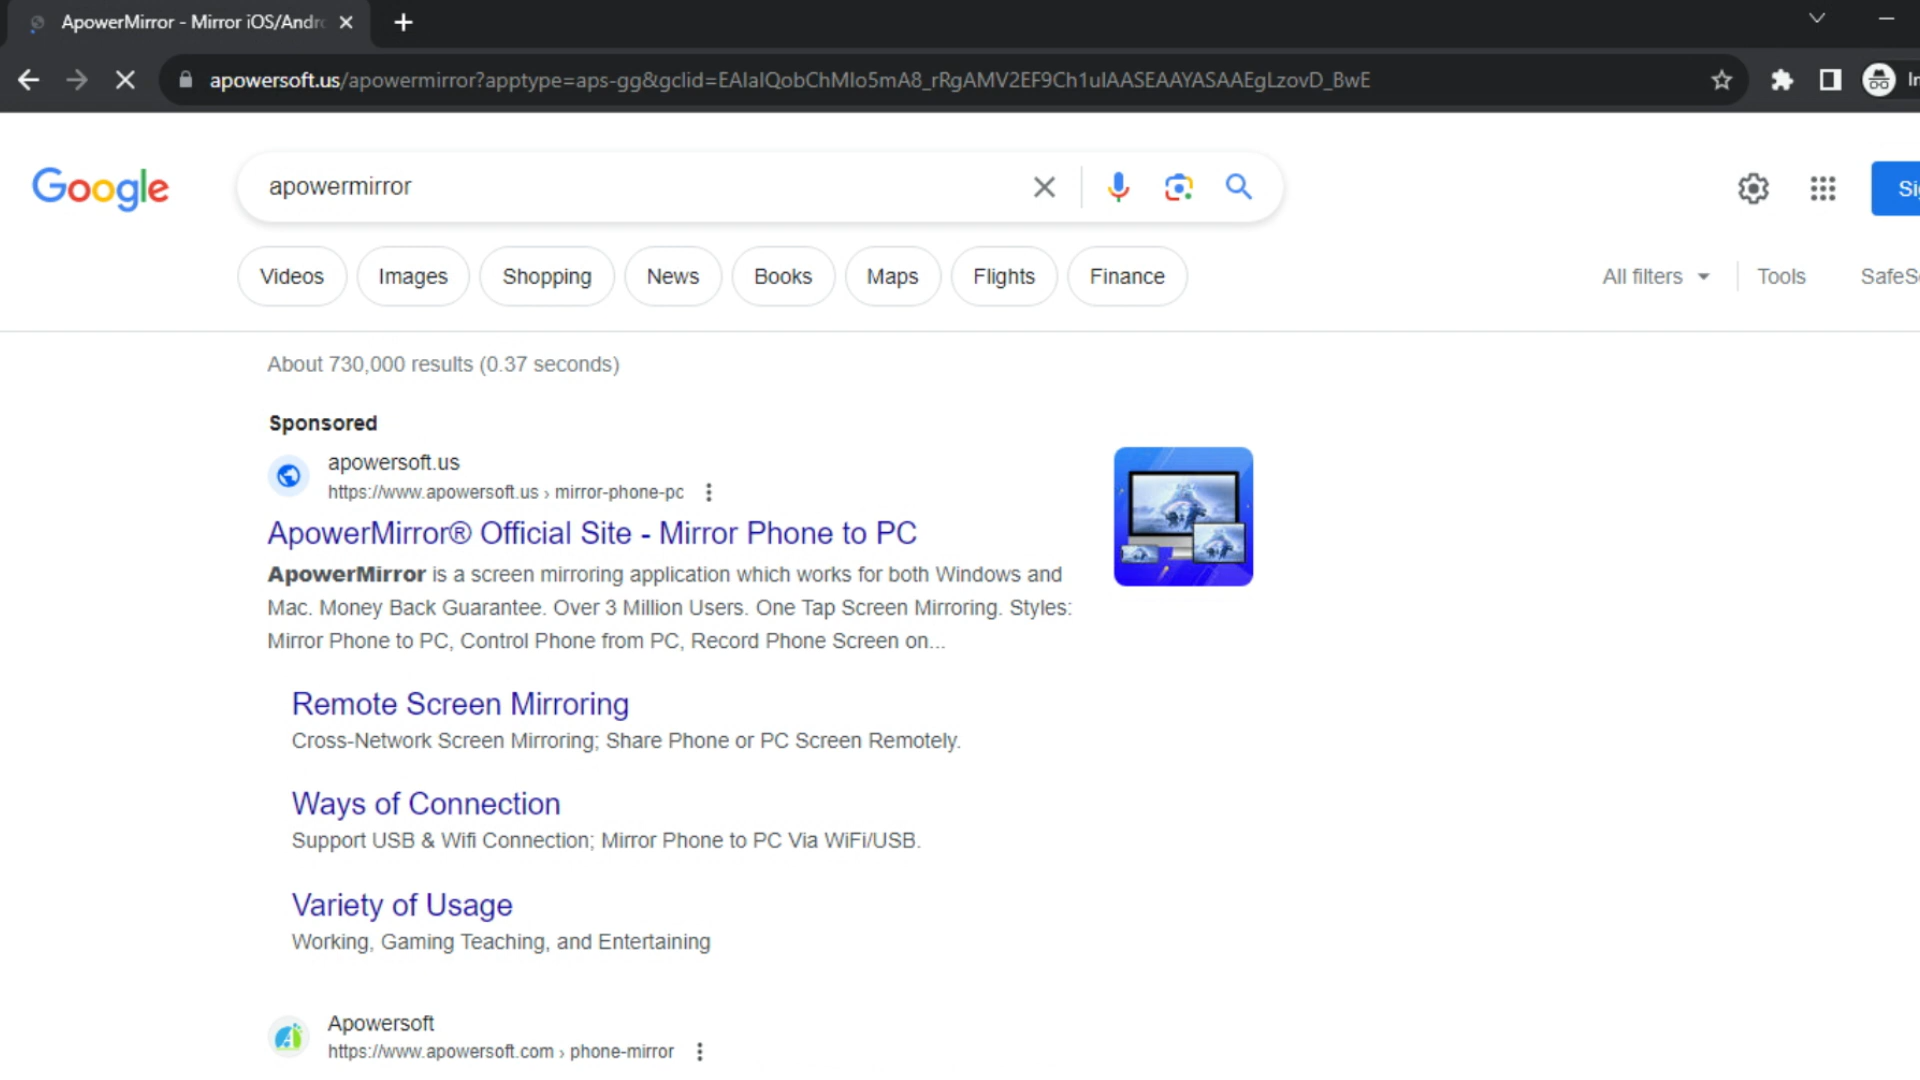 ApowerMirror - Mirror iOS/Andr
apowersoft.us/apowermirror?apptype=aps-gg&gclid=EAIaIQobChMIo5mA8_rRgAMV2EF9Ch1uIAASEAAYASAAEgLzovD_BwE
In
Google
apowermirror
Si
Videos
Images
Shopping
News
Books
Maps
Flights
Finance
All filters
Tools
SafeS
About 730,000 results (0.37 seconds)
Sponsored
apowersoft.us
https://www.apowersoft.us › mirror-phone-pc
ApowerMirror® Official Site - Mirror Phone to PC
ApowerMirror is a screen mirroring application which works for both Windows and
Mac. Money Back Guarantee. Over 3 Million Users. One Tap Screen Mirroring. Styles:
Mirror Phone to PC, Control Phone from PC, Record Phone Screen on...
Remote Screen Mirroring
Cross-Network Screen Mirroring; Share Phone or PC Screen Remotely.
Ways of Connection
Support USB & Wifi Connection; Mirror Phone to PC Via WiFi/USB.
Variety of Usage
Working, Gaming Teaching, and Entertaining
Apowersoft
https://www.apowersoft.com › phone-mirror